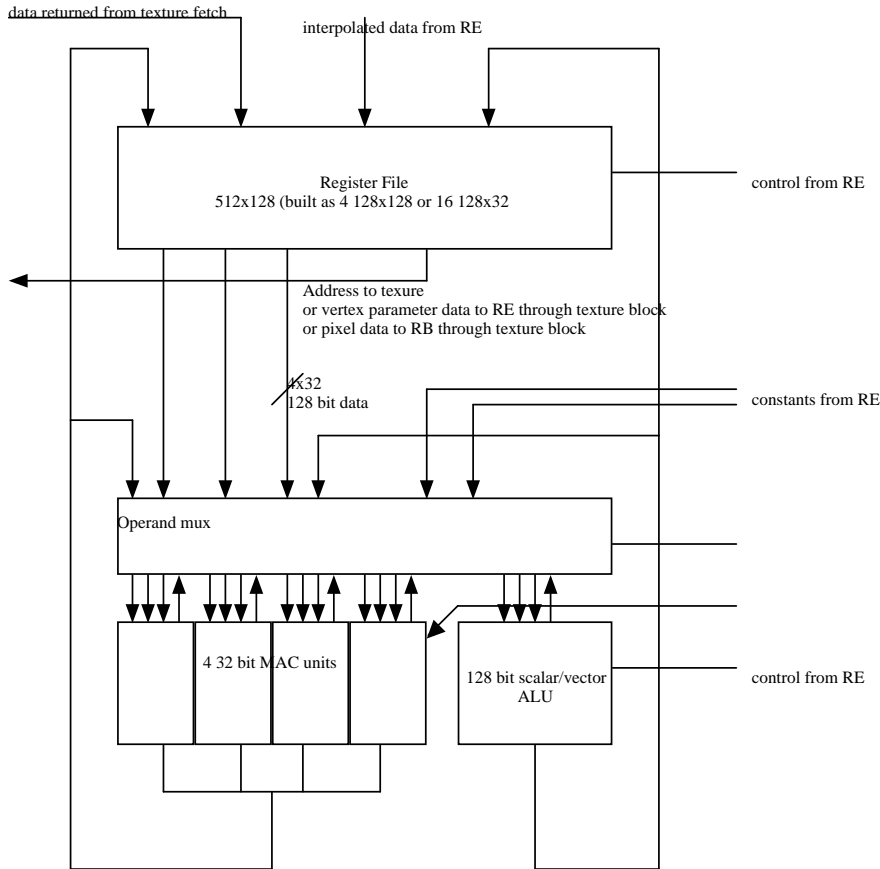 data returned from texture fetch
interpolated data from RE
Register File
512x128 (built as 4 128x128 or 16 128x32
control from RE
Address to texure
or vertex parameter data to RE through texture block
or pixel data to RB through texture block
4x32
128 bit data
constants from RE
Operand mux
4 32 bit MAC units
128 bit scalar/vector
ALU
control from RE